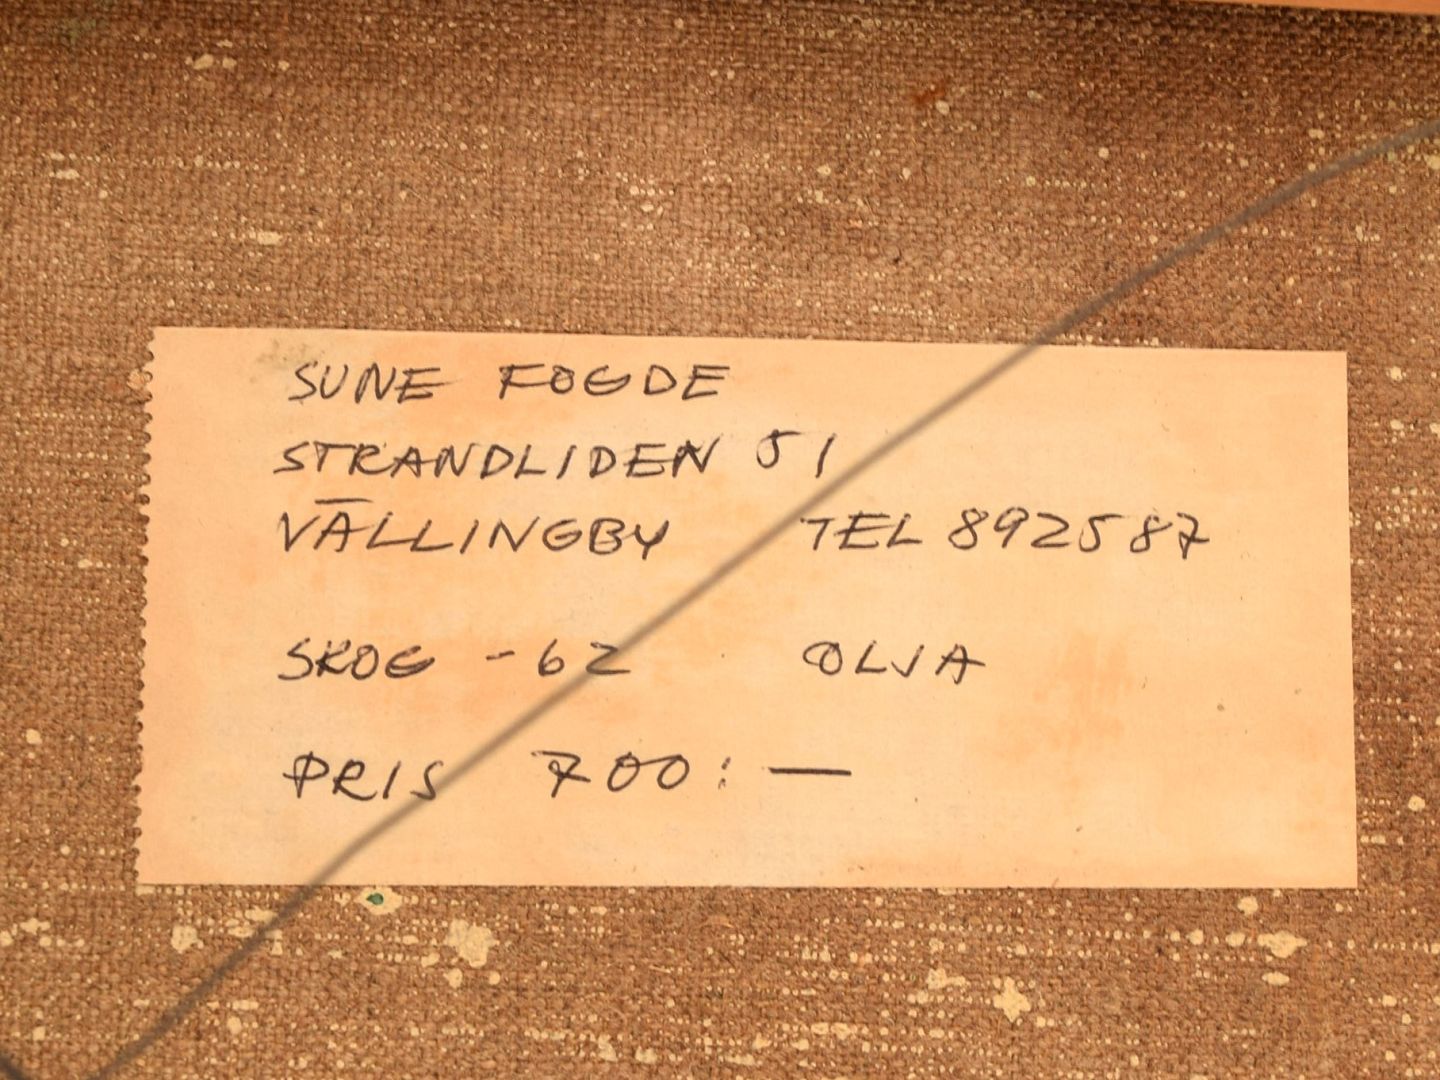 SUNE FOGDE
STRANDLIDEN 51
VÄLLINGBY TEL 892587
SKOG -62 OLJA
PRIS 700:—